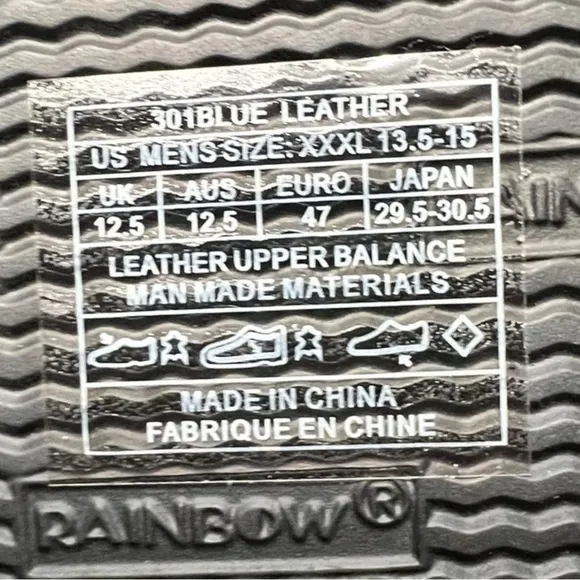 301BLUE LEATHER
US MENS SIZE: XXXL 13.5-15
UK AUS EURO JAPAN
12.5 12.5 47 29.5-30.5
LEATHER UPPER BALANCE
MAN MADE MATERIALS
MADE IN CHINA
FABRIQUE EN CHINE
RAINBOW®